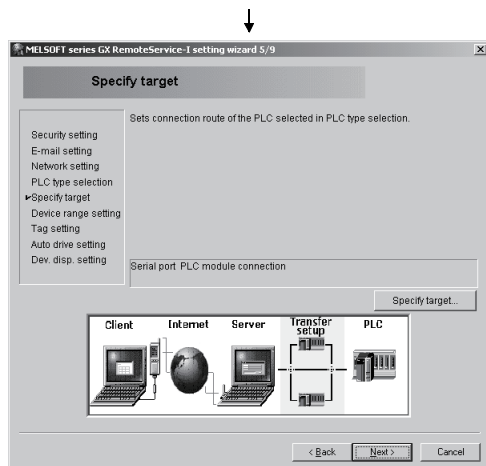 MELSOFT series GX RemoteService-I setting wizard 5/9
Specify target
Sets connection route of the PLC selected in PLC type selection.
Security setting
E-mail setting
Network setting
PLC type selection
Specify target
Device range setting
Tag setting
Auto drive setting
Dev. disp. setting
Serial port PLC module connection
Specify target...
Client
Internet
Server
Transfer
setup
PLC
< Back
Next >
Cancel